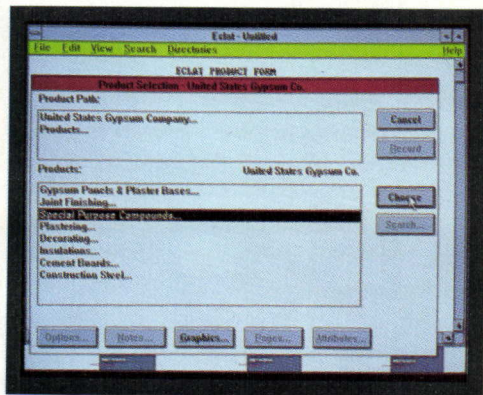 Eclat - Untitled
File Edit View Search Directories Help
ECLAT PRODUCT FORM
Product Selection - United States Gypsum Co.
Product Path:
United States Gypsum Company...
Products...
Cancel
Record
Products: United States Gypsum Co.
Gypsum Panels & Plaster Bases...
Joint Finishing...
Special Purpose Compounds...
Plastering...
Decorating...
Insulations...
Cement Boards...
Construction Steel...
Choose
Search...
Options... Notes... Graphics... Pages... Attributes...